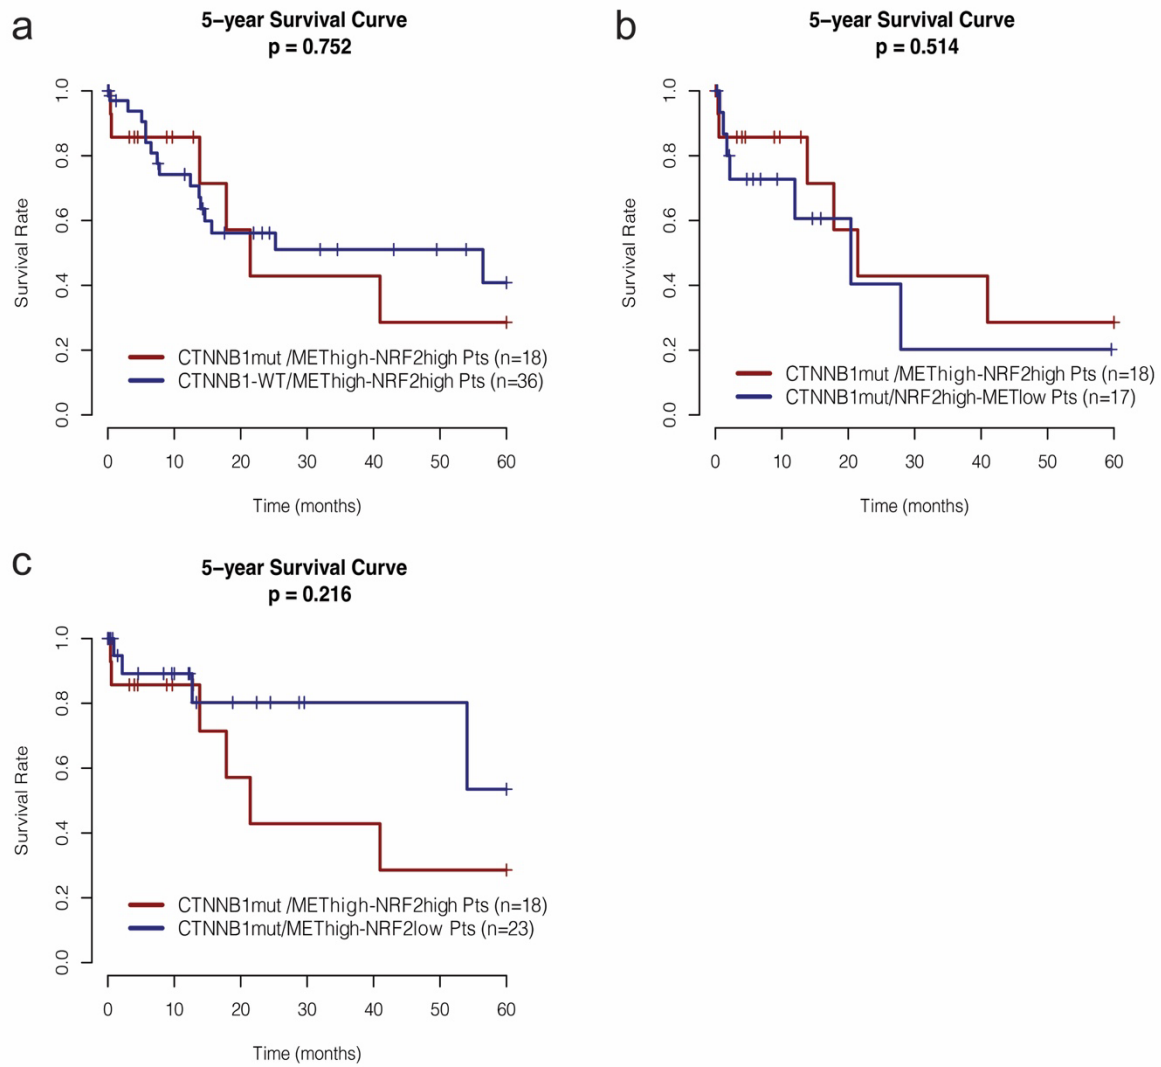 a
5–year Survival Curve
p = 0.752
Survival Rate
1.0
0.8
0.6
0.4
0.2
0.0
CTNNB1mut /METhigh-NRF2high Pts (n=18)
CTNNB1-WT/METhigh-NRF2high Pts (n=36)
0 10 20 30 40 50 60
Time (months)
b
5–year Survival Curve
p = 0.514
Survival Rate
1.0
0.8
0.6
0.4
0.2
0.0
CTNNB1mut /METhigh-NRF2high Pts (n=18)
CTNNB1mut/NRF2high-METlow Pts (n=17)
0 10 20 30 40 50 60
Time (months)
c
5–year Survival Curve
p = 0.216
Survival Rate
1.0
0.8
0.6
0.4
0.2
0.0
CTNNB1mut /METhigh-NRF2high Pts (n=18)
CTNNB1mut/METhigh-NRF2low Pts (n=23)
0 10 20 30 40 50 60
Time (months)